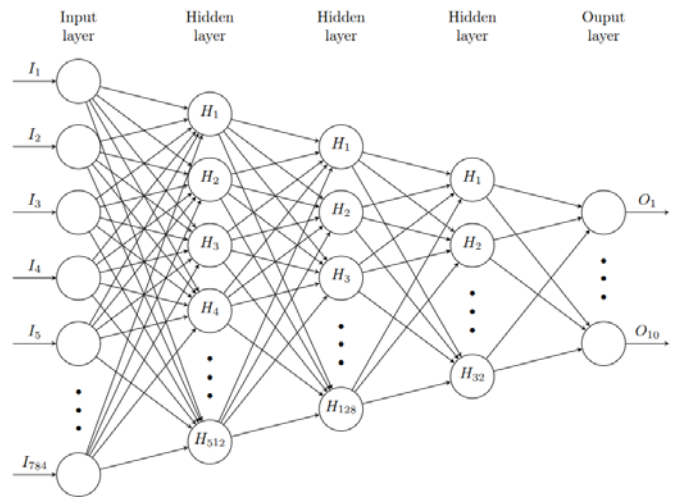 Input layer
Hidden layer
Hidden layer
Hidden layer
Ouput layer
I₁
I₂
I₃
I₄
I₅
I₇₈₄
H₁
H₂
H₃
H₄
H₅₁₂
H₁
H₂
H₃
H₁₂₈
H₁
H₂
H₃₂
O₁
O₁₀